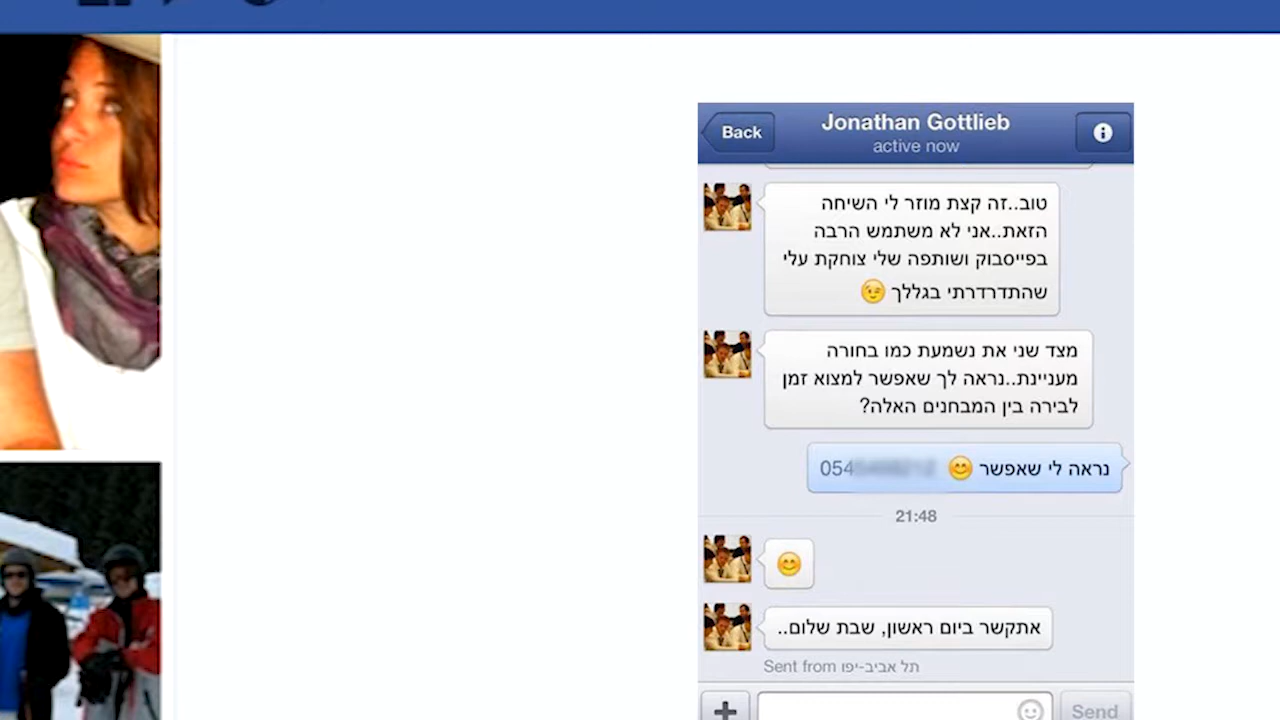 Back
Jonathan Gottlieb
active now
טוב..זה קצת מוזר לי השיחה
הזאת..אני לא משתמש הרבה
בפייסבוק ושותפה שלי צוחקת עלי
שהתדרדרתי בגללך 😉
מצד שני את נשמעת כמו בחורה
מעניינת..נראה לך שאפשר למצוא זמן
לבירה בין המבחנים האלה?
נראה לי שאפשר 😊 054
21:48
😊
אתקשר ביום ראשון, שבת שלום..
Sent from תל אביב-יפו
Send